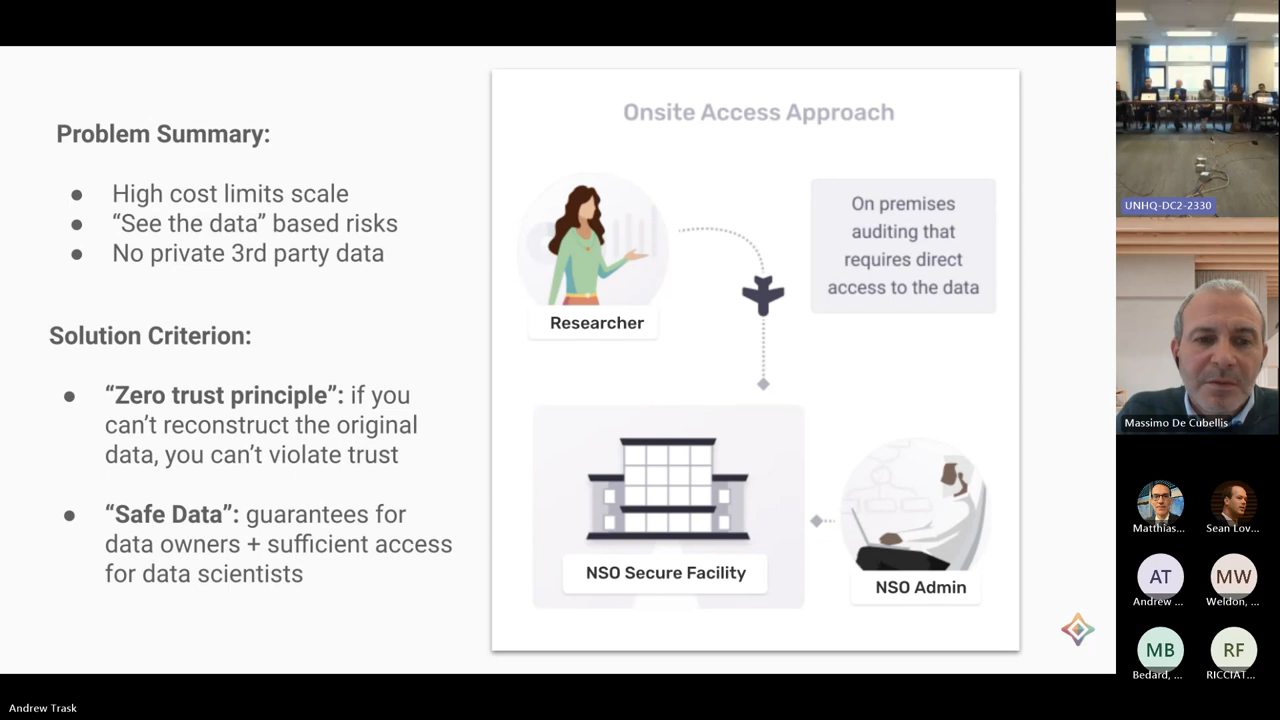 Problem Summary:
● High cost limits scale
● “See the data” based risks
● No private 3rd party data
Solution Criterion:
● “Zero trust principle”: if you
can’t reconstruct the original
data, you can’t violate trust
● “Safe Data”: guarantees for
data owners + sufficient access
for data scientists
Onsite Access Approach
Researcher
On premises
auditing that
requires direct
access to the data
NSO Secure Facility
NSO Admin
UNHQ-DC2-2330
Massimo De Cubellis
Matthias...
Sean Lov...
AT
Andrew ...
MW
Weldon, ...
MB
Bedard, ...
RF
RICCIAT...
Andrew Trask